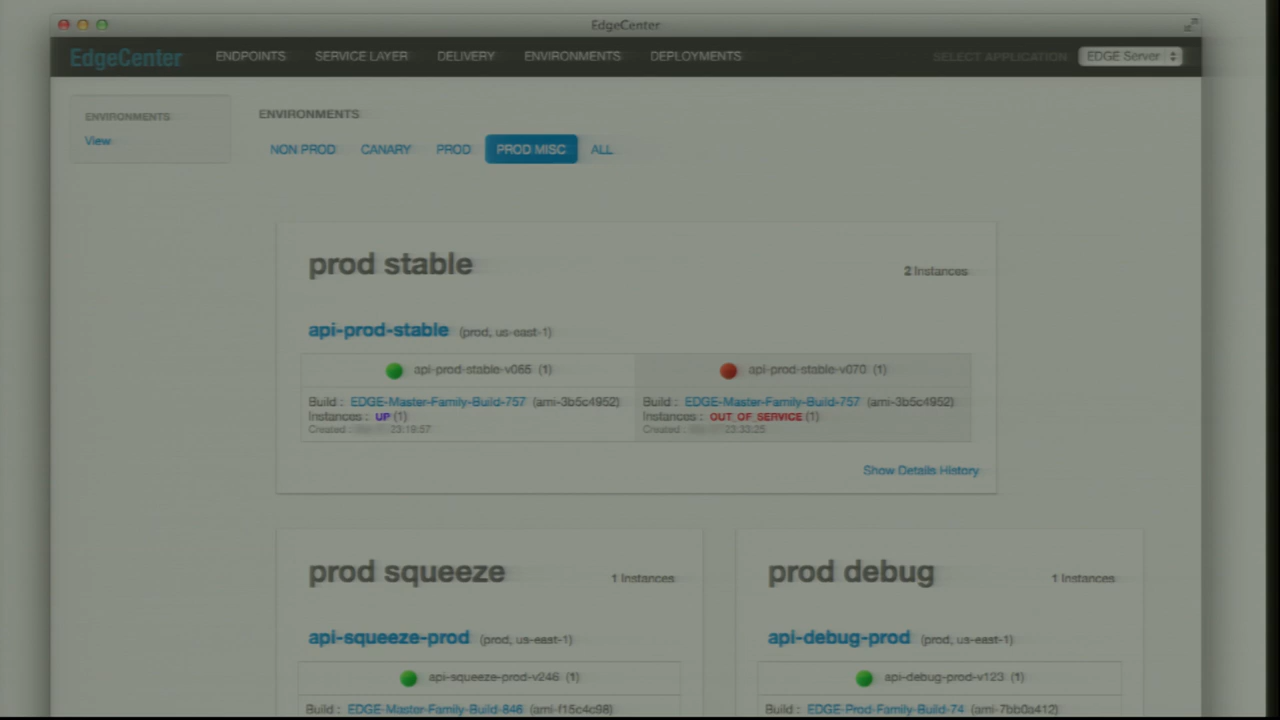 EdgeCenter
EdgeCenter ENDPOINTS SERVICE LAYER DELIVERY ENVIRONMENTS DEPLOYMENTS SELECT APPLICATION EDGE Server
ENVIRONMENTS
View
ENVIRONMENTS
NON PROD CANARY PROD PROD MISC ALL
prod stable 2 Instances
api-prod-stable (prod, us-east-1)
api-prod-stable-v065 (1) api-prod-stable-v070 (1)
Build : EDGE-Master-Family-Build-757 (ami-3b5c4952) Build : EDGE-Master-Family-Build-757 (ami-3b5c4952)
Instances : UP (1) Instances : OUT_OF_SERVICE (1)
Created : 23:19:57 Created : 23:33:25
Show Details History
prod squeeze 1 Instances prod debug 1 Instances
api-squeeze-prod (prod, us-east-1) api-debug-prod (prod, us-east-1)
api-squeeze-prod-v246 (1) api-debug-prod-v123 (1)
Build : EDGE-Master-Family-Build-846 (ami-f15c4c98) Build : EDGE-Prod-Family-Build-74 (ami-7bb0a412)